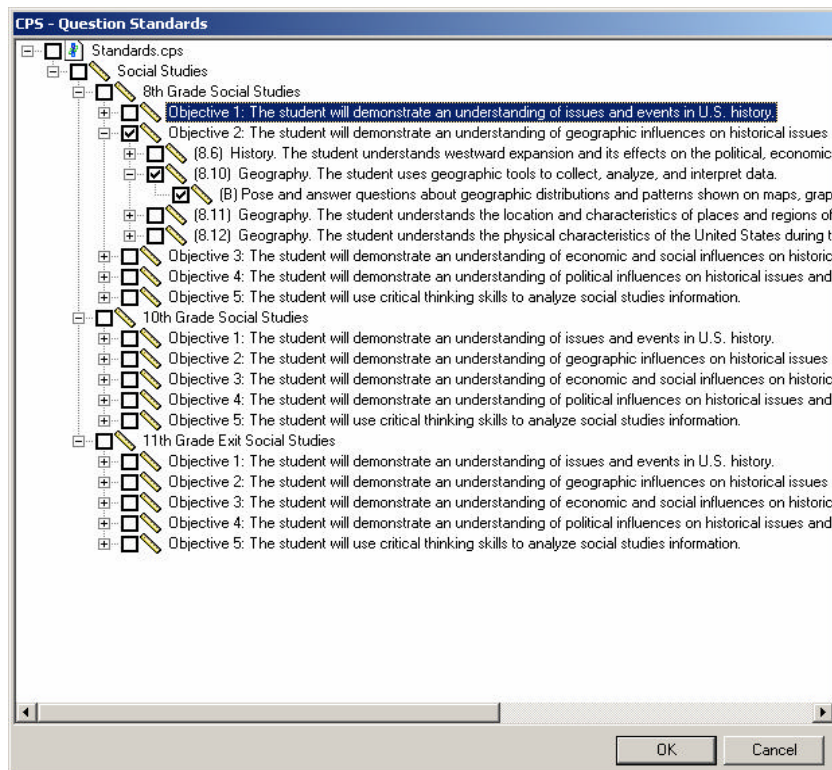 CPS - Question Standards
Standards.cps
Social Studies
8th Grade Social Studies
Objective 1: The student will demonstrate an understanding of issues and events in U.S. history.
Objective 2: The student will demonstrate an understanding of geographic influences on historical issues
(8.6) History. The student understands westward expansion and its effects on the political, economic
(8.10) Geography. The student uses geographic tools to collect, analyze, and interpret data.
(B) Pose and answer questions about geographic distributions and patterns shown on maps, grap
(8.11) Geography. The student understands the location and characteristics of places and regions of
(8.12) Geography. The student understands the physical characteristics of the United States during t
Objective 3: The student will demonstrate an understanding of economic and social influences on historic
Objective 4: The student will demonstrate an understanding of political influences on historical issues and
Objective 5: The student will use critical thinking skills to analyze social studies information.
10th Grade Social Studies
Objective 1: The student will demonstrate an understanding of issues and events in U.S. history.
Objective 2: The student will demonstrate an understanding of geographic influences on historical issues
Objective 3: The student will demonstrate an understanding of economic and social influences on historic
Objective 4: The student will demonstrate an understanding of political influences on historical issues and
Objective 5: The student will use critical thinking skills to analyze social studies information.
11th Grade Exit Social Studies
Objective 1: The student will demonstrate an understanding of issues and events in U.S. history.
Objective 2: The student will demonstrate an understanding of geographic influences on historical issues
Objective 3: The student will demonstrate an understanding of economic and social influences on historic
Objective 4: The student will demonstrate an understanding of political influences on historical issues and
Objective 5: The student will use critical thinking skills to analyze social studies information.
OK Cancel